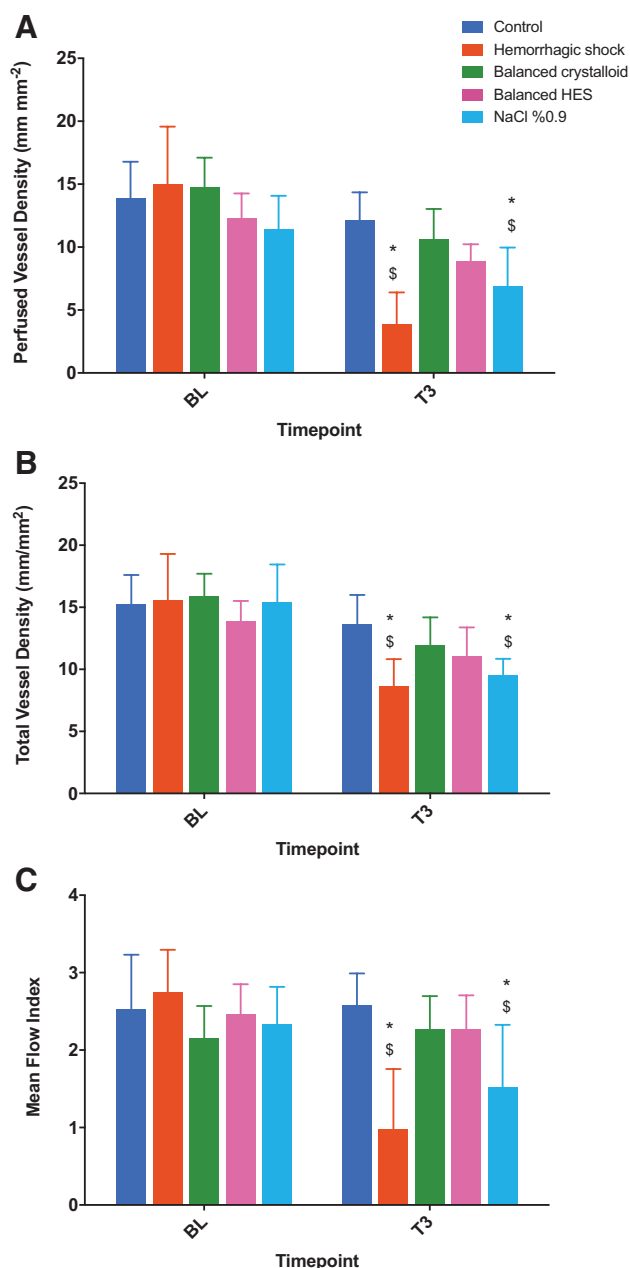 A
Control
Hemorrhagic shock
Balanced crystalloid
Balanced HES
NaCl %0.9
Perfused Vessel Density (mm mm-2)
25
20
15
10
5
0
*
$
*
$
BL
T3
Timepoint
B
Total Vessel Density (mm/mm²)
25
20
15
10
5
0
*
$
*
$
BL
T3
Timepoint
C
Mean Flow Index
4
3
2
1
0
*
$
*
$
BL
T3
Timepoint